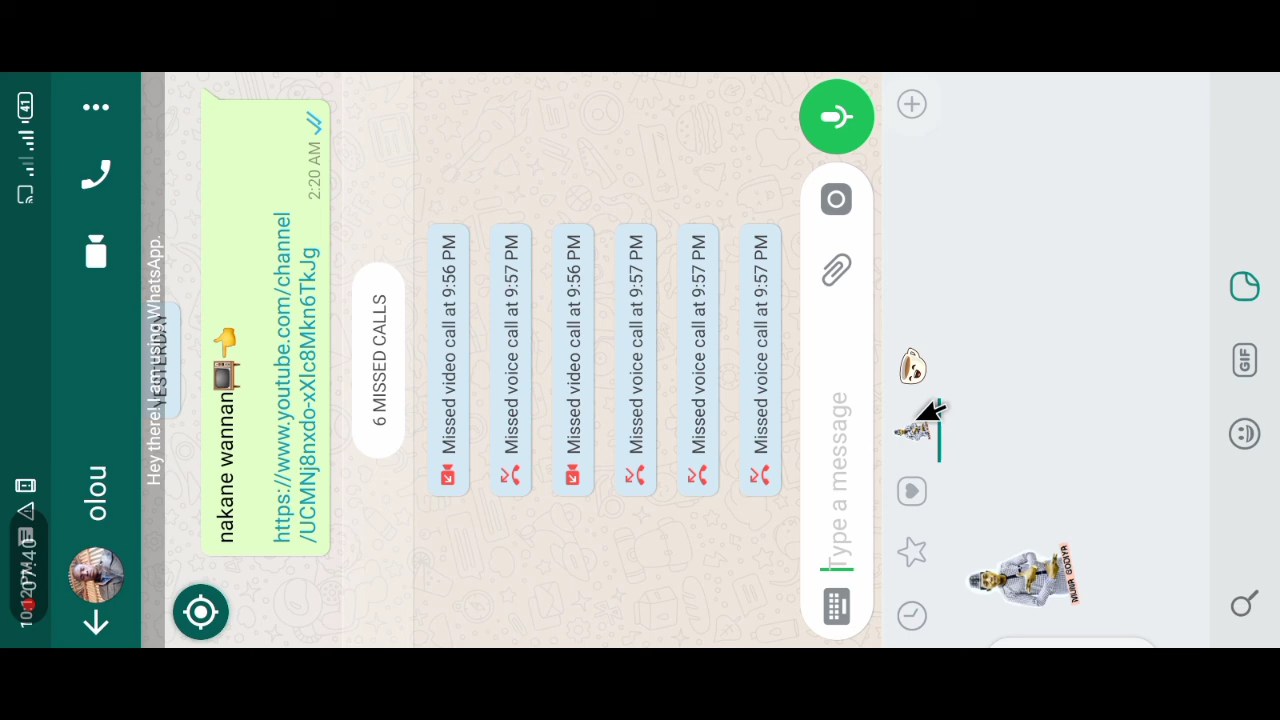 41
olou
Hey there! I am using WhatsApp.
YESTERDAY
nakane wannan📺👈
https://www.youtube.com/channel
/UCMNj8nxdo-xXlc8Mkn6TkJg
2:20 AM
6 MISSED CALLS
Missed video call at 9:56 PM
Missed voice call at 9:57 PM
Missed video call at 9:56 PM
Missed voice call at 9:57 PM
Missed voice call at 9:57 PM
Missed voice call at 9:57 PM
Type a message
GIF